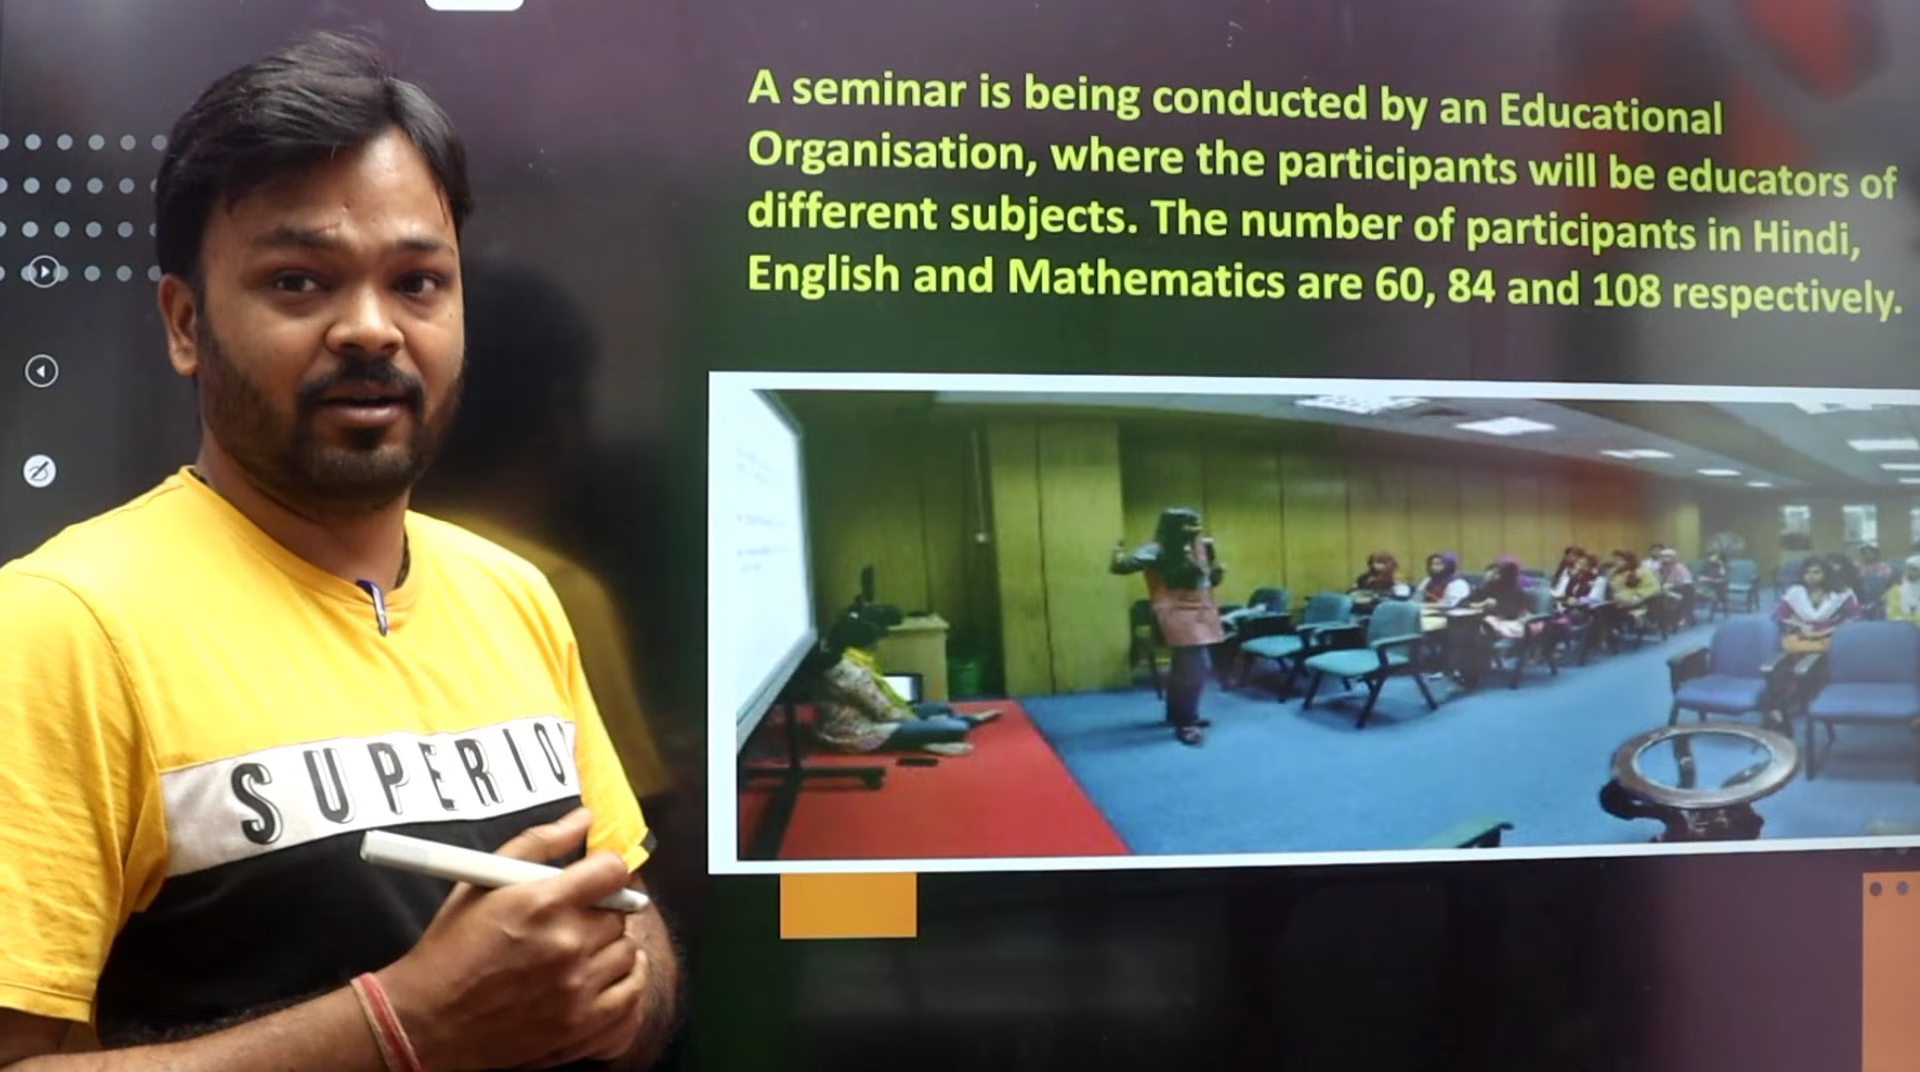 A seminar is being conducted by an Educational
Organisation, where the participants will be educators of
different subjects. The number of participants in Hindi,
English and Mathematics are 60, 84 and 108 respectively.
SUPERIO